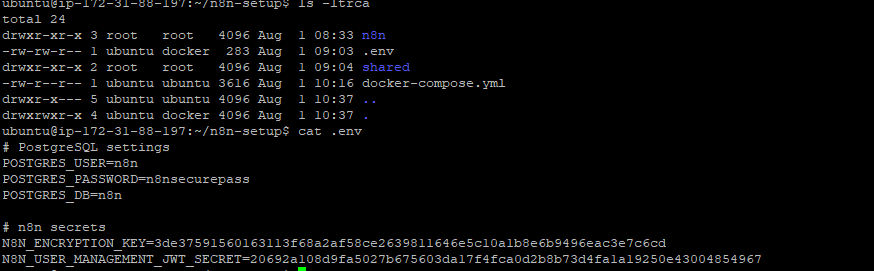 ubuntu@ip-172-31-88-197:~/n8n-setup$ ls -ltrca
total 24
drwxr-xr-x 3 root   root   4096 Aug  1 08:33 n8n
-rw-rw-r-- 1 ubuntu docker  283 Aug  1 09:03 .env
drwxr-xr-x 2 root   root   4096 Aug  1 09:04 shared
-rw-r--r-- 1 ubuntu ubuntu 3616 Aug  1 10:16 docker-compose.yml
drwxr-x--- 5 ubuntu ubuntu 4096 Aug  1 10:37 ..
drwxrwxr-x 4 ubuntu docker 4096 Aug  1 10:37 .
ubuntu@ip-172-31-88-197:~/n8n-setup$ cat .env
# PostgreSQL settings
POSTGRES_USER=n8n
POSTGRES_PASSWORD=n8nsecurepass
POSTGRES_DB=n8n
# n8n secrets
N8N_ENCRYPTION_KEY=3de37591560163113f68a2af58ce2639811646e5c10a1b8e6b9496eac3e7c6cd
N8N_USER_MANAGEMENT_JWT_SECRET=20692a108d9fa5027b675603da17f4fca0d2b8b73d4fa1a19250e43004854967